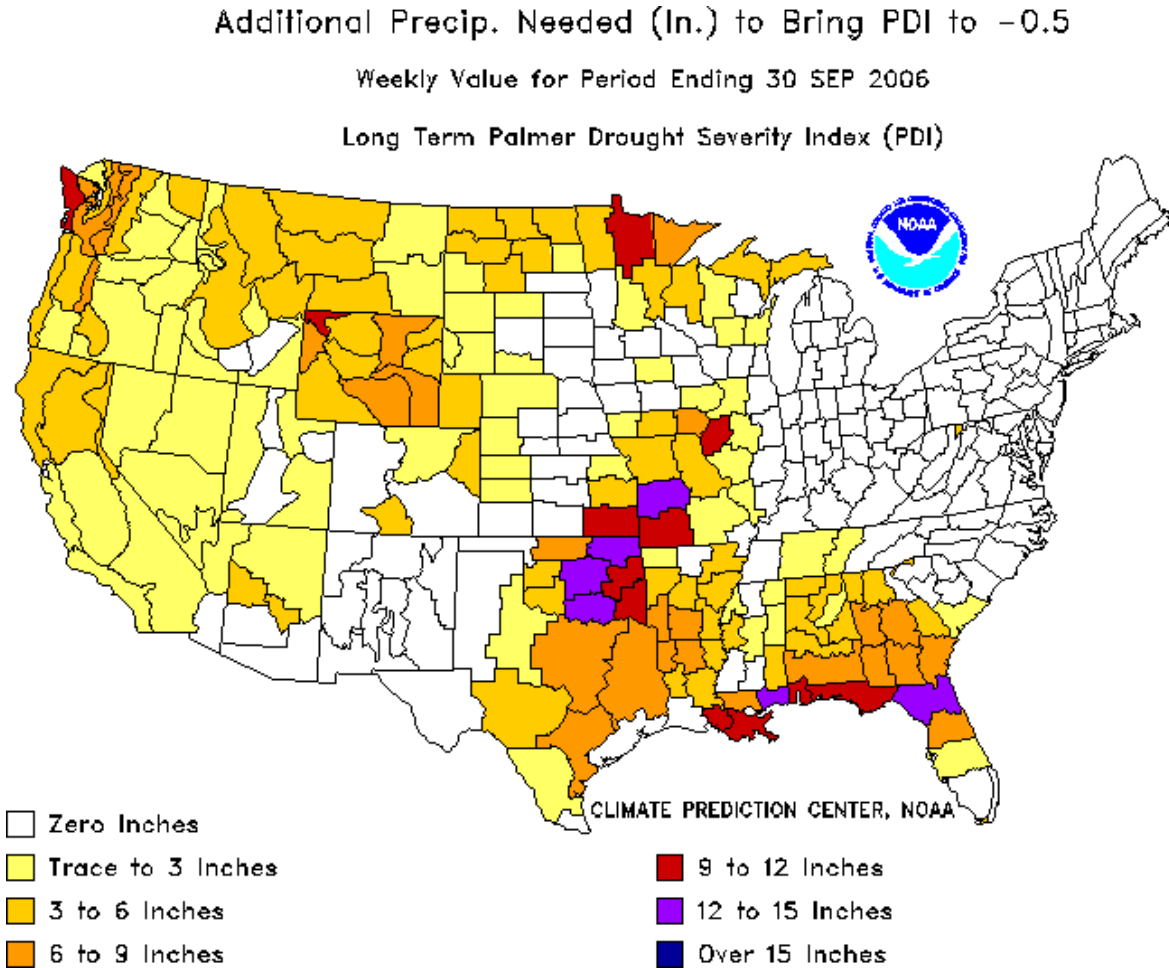 Additional Precip. Needed (In.) to Bring PDI to -0.5
Weekly Value for Period Ending 30 SEP 2006
Long Term Palmer Drought Severity Index (PDI)
NOAA
CLIMATE PREDICTION CENTER, NOAA
Zero Inches
Trace to 3 Inches
3 to 6 Inches
6 to 9 Inches
9 to 12 Inches
12 to 15 Inches
Over 15 Inches